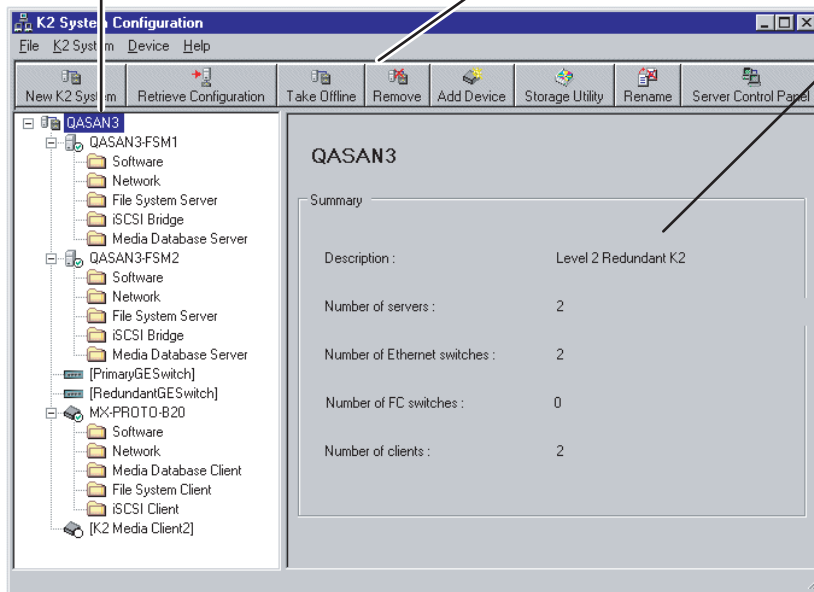 K2 System Configuration
File K2 System Device Help
New K2 System Retrieve Configuration Take Offline Remove Add Device Storage Utility Rename Server Control Panel
QASAN3
QASAN3-FSM1
Software
Network
File System Server
iSCSI Bridge
Media Database Server
QASAN3-FSM2
Software
Network
File System Server
iSCSI Bridge
Media Database Server
[PrimaryGESwitch]
[RedundantGESwitch]
MX-PROTO-B20
Software
Network
Media Database Client
File System Client
iSCSI Client
[K2 Media Client2]
QASAN3
Summary
Description : Level 2 Redundant K2
Number of servers : 2
Number of Ethernet switches : 2
Number of FC switches : 0
Number of clients : 2